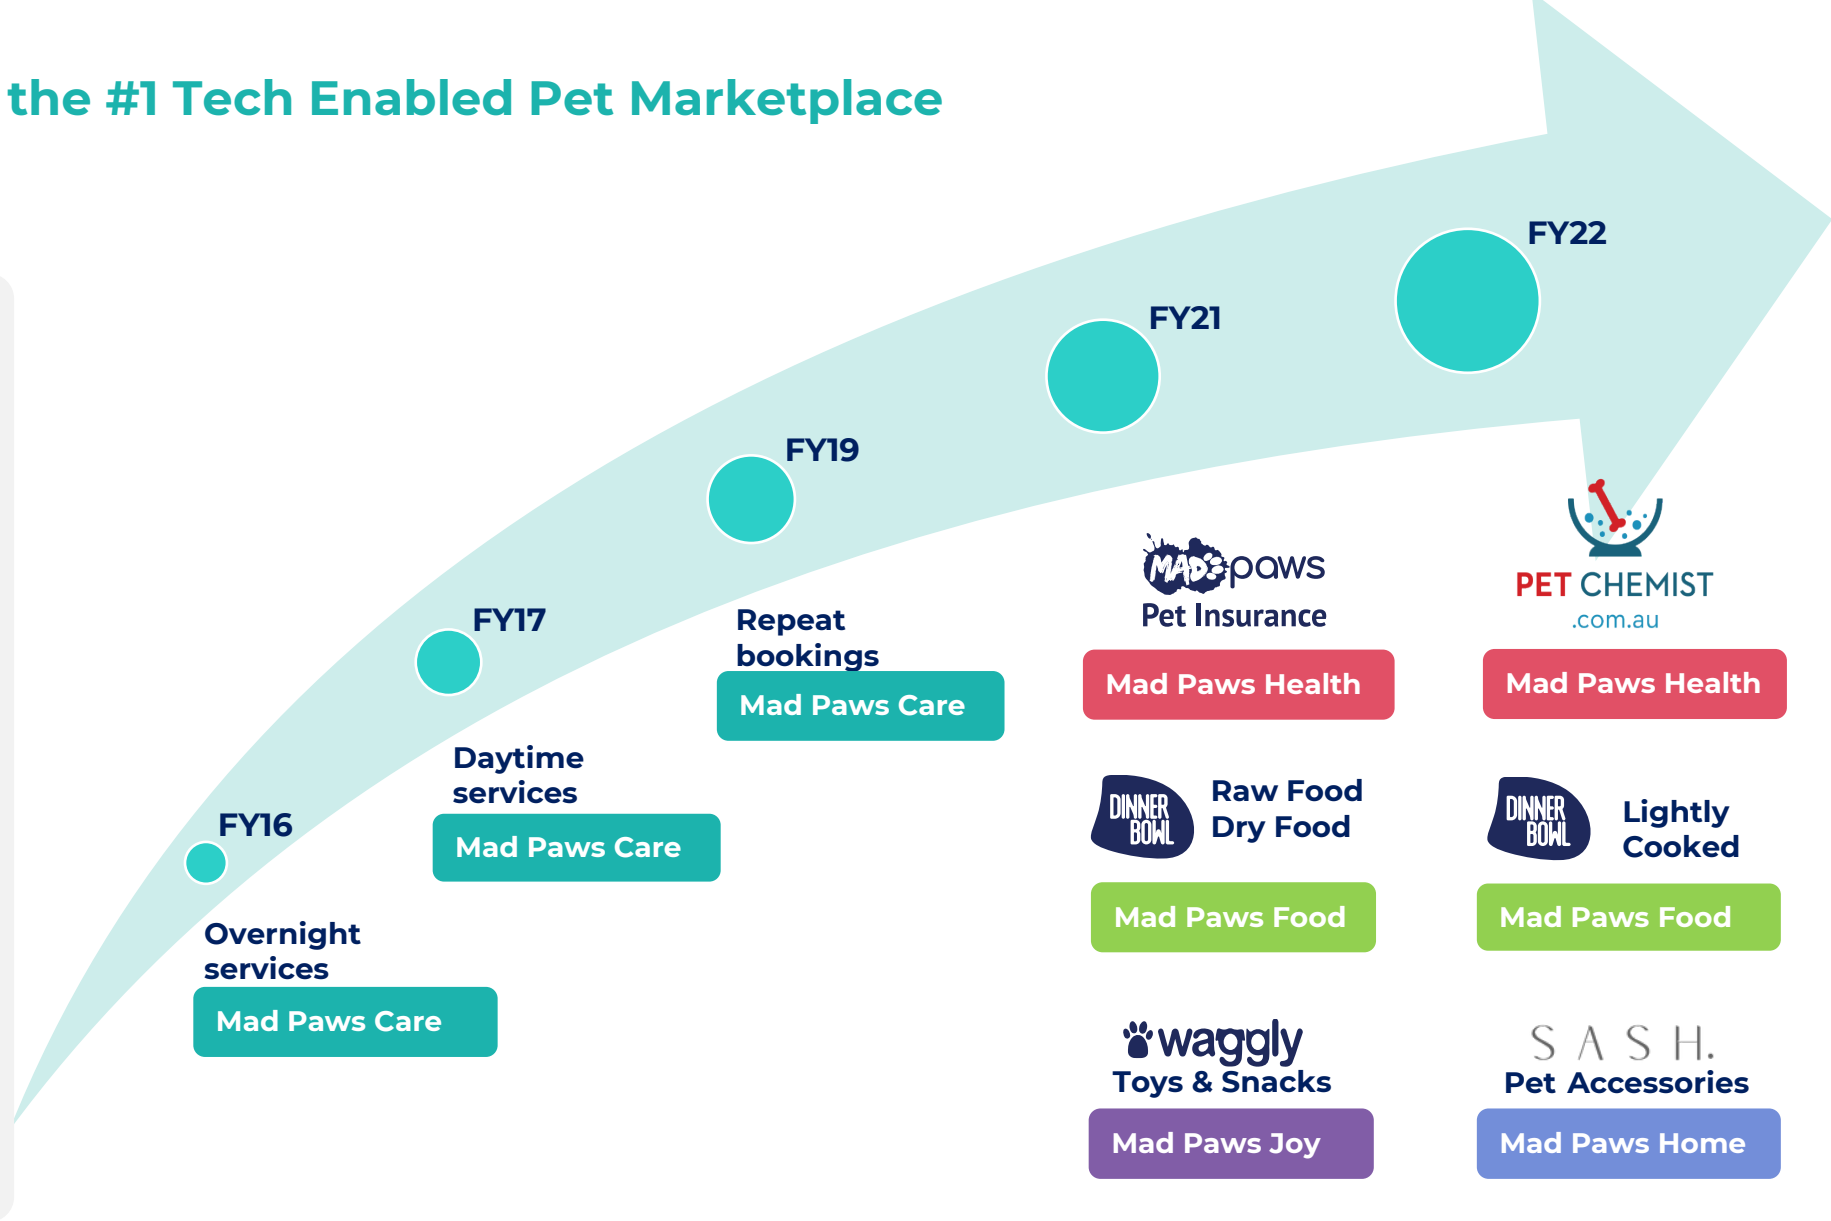 the #1 Tech Enabled Pet Marketplace
FY16
Overnight
services
Mad Paws Care
FY17
Daytime
services
Mad Paws Care
FY19
Repeat
bookings
Mad Paws Care
FY21
MAD paws
Pet Insurance
Mad Paws Health
DINNER
BOWL
Raw Food
Dry Food
Mad Paws Food
waggly
Toys & Snacks
Mad Paws Joy
FY22
PET CHEMIST
.com.au
Mad Paws Health
DINNER
BOWL
Lightly
Cooked
Mad Paws Food
SASH.
Pet Accessories
Mad Paws Home